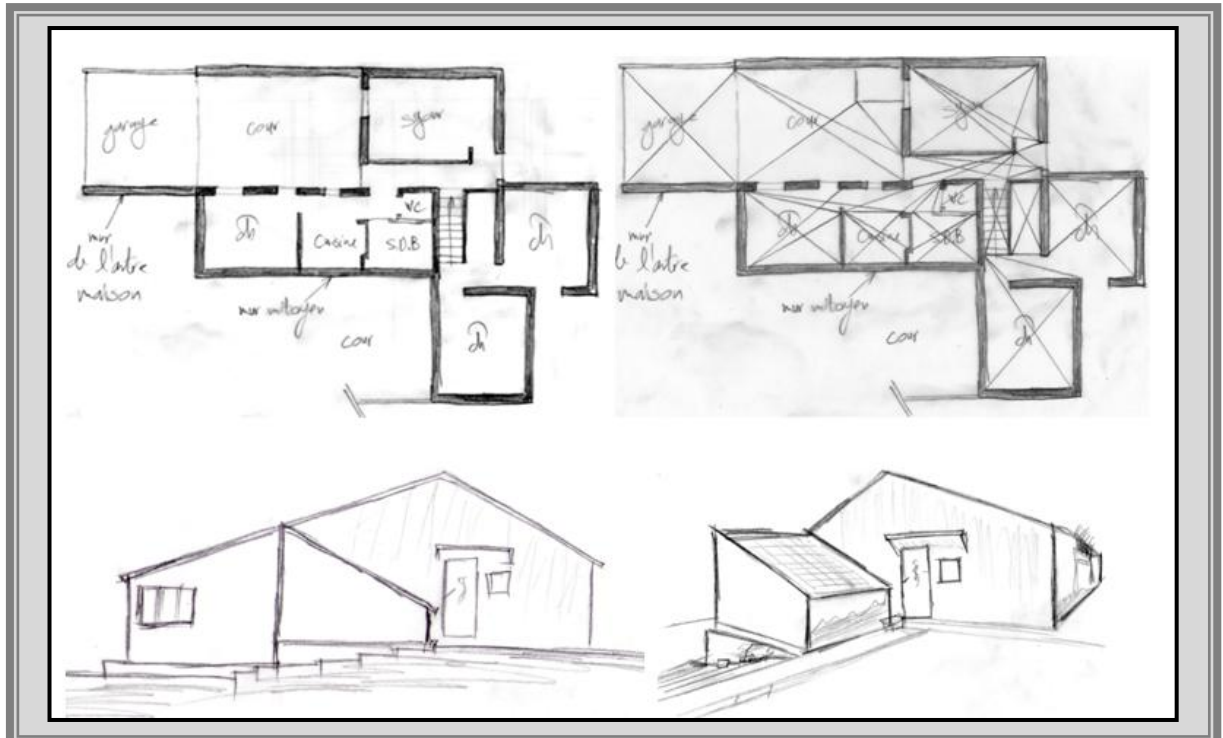 garage
cour
séjour
WC
ch
Cuisine
S.D.B
ch
mur
de l'autre
maison
mur mitoyen
cour
ch
garage
cour
séjour
WC
ch
Cuisine
S.D.B
ch
mur
de l'autre
maison
mur mitoyen
cour
ch